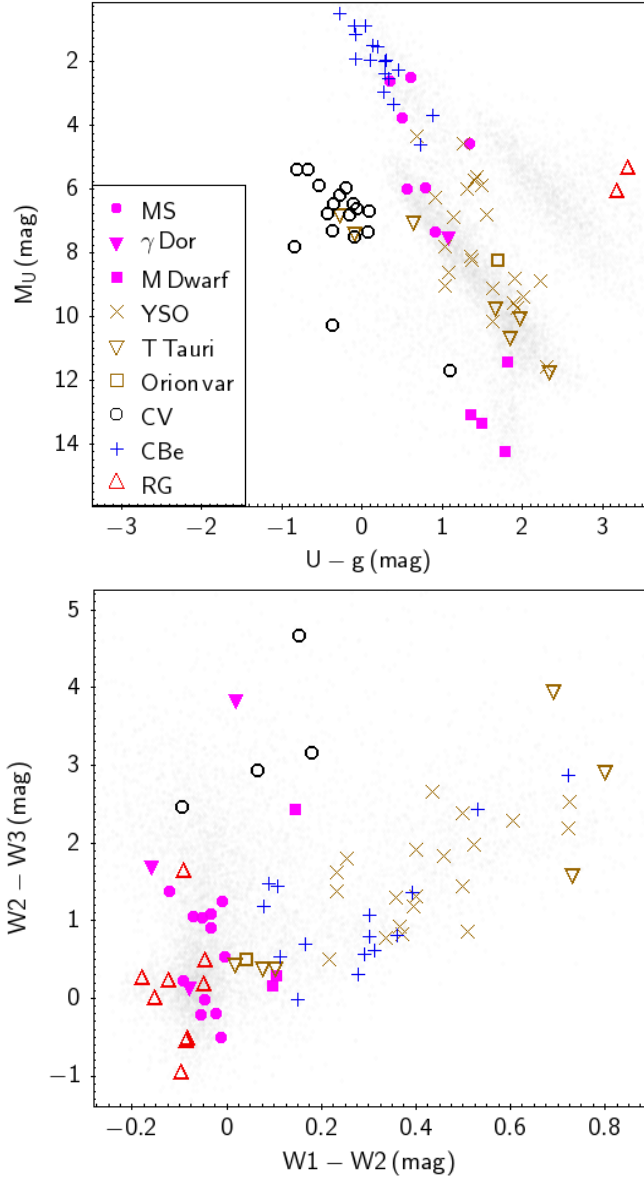 2
4
6
8
10
12
14
M_U (mag)
MS
γ Dor
M Dwarf
YSO
T Tauri
Orion var
CV
CBe
RG
−3 −2 −1 0 1 2 3
U − g (mag)
5
4
3
2
1
0
−1
W2 − W3 (mag)
−0.2 0 0.2 0.4 0.6 0.8
W1 − W2 (mag)